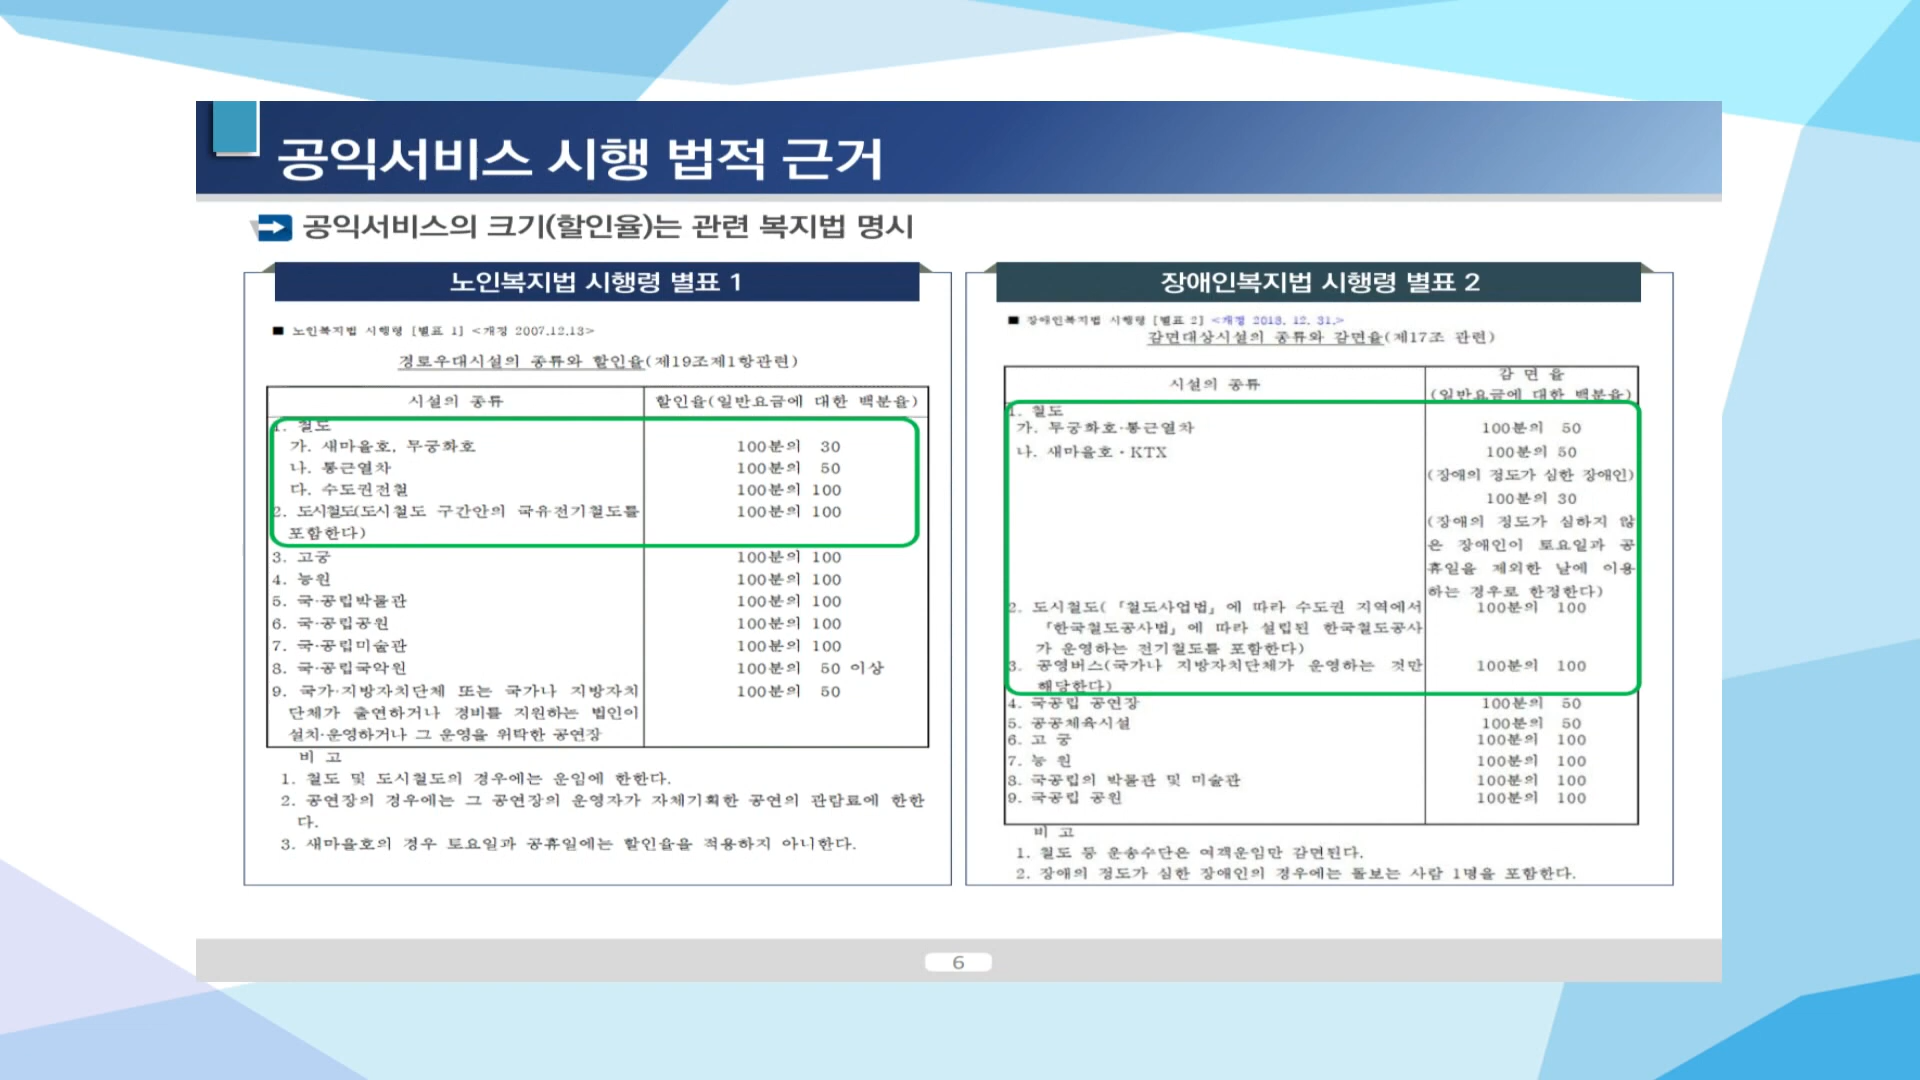 공익서비스 시행 법적 근거
공익서비스의 크기(할인율)는 관련 복지법 명시
노인복지법 시행령 별표 1
■ 노인복지법 시행령 [별표 1] <개정 2007.12.13>
경로우대시설의 종류와 할인율(제19조제1항관련)
시설의 종류 할인율(일반요금에 대한 백분율)
1. 철도
가. 새마을호, 무궁화호 100분의 30
나. 통근열차 100분의 50
다. 수도권전철 100분의 100
2. 도시철도(도시철도 구간안의 국유전기철도를 100분의 100
포함한다)
3. 고궁 100분의 100
4. 능원 100분의 100
5. 국·공립박물관 100분의 100
6. 국·공립공원 100분의 100
7. 국·공립미술관 100분의 100
8. 국·공립국악원 100분의 50 이상
9. 국가·지방자치단체 또는 국가나 지방자치 100분의 50
단체가 출연하거나 경비를 지원하는 법인이
설치·운영하거나 그 운영을 위탁한 공연장
비 고
1. 철도 및 도시철도의 경우에는 운임에 한한다.
2. 공연장의 경우에는 그 공연장의 운영자가 자체기획한 공연의 관람료에 한한
다.
3. 새마을호의 경우 토요일과 공휴일에는 할인율을 적용하지 아니한다.
장애인복지법 시행령 별표 2
■ 장애인복지법 시행령 [별표 2] <개정 2018. 12. 31.>
감면대상시설의 종류와 감면율(제17조 관련)
시설의 종류 감 면 율
(일반요금에 대한 백분율)
1. 철도
가. 무궁화호·통근열차 100분의 50
나. 새마을호·KTX 100분의 50
(장애의 정도가 심한 장애인)
100분의 30
(장애의 정도가 심하지 않
은 장애인이 토요일과 공
휴일을 제외한 날에 이용
하는 경우로 한정한다)
2. 도시철도(「철도사업법」에 따라 수도권 지역에서 100분의 100
「한국철도공사법」에 따라 설립된 한국철도공사
가 운영하는 전기철도를 포함한다)
3. 공영버스(국가나 지방자치단체가 운영하는 것만 100분의 100
해당한다)
4. 국공립 공연장 100분의 50
5. 공공체육시설 100분의 50
6. 고 궁 100분의 100
7. 능 원 100분의 100
8. 국공립의 박물관 및 미술관 100분의 100
9. 국공립 공원 100분의 100
비 고
1. 철도 등 운송수단은 여객운임만 감면된다.
2. 장애의 정도가 심한 장애인의 경우에는 돌보는 사람 1명을 포함한다.
6